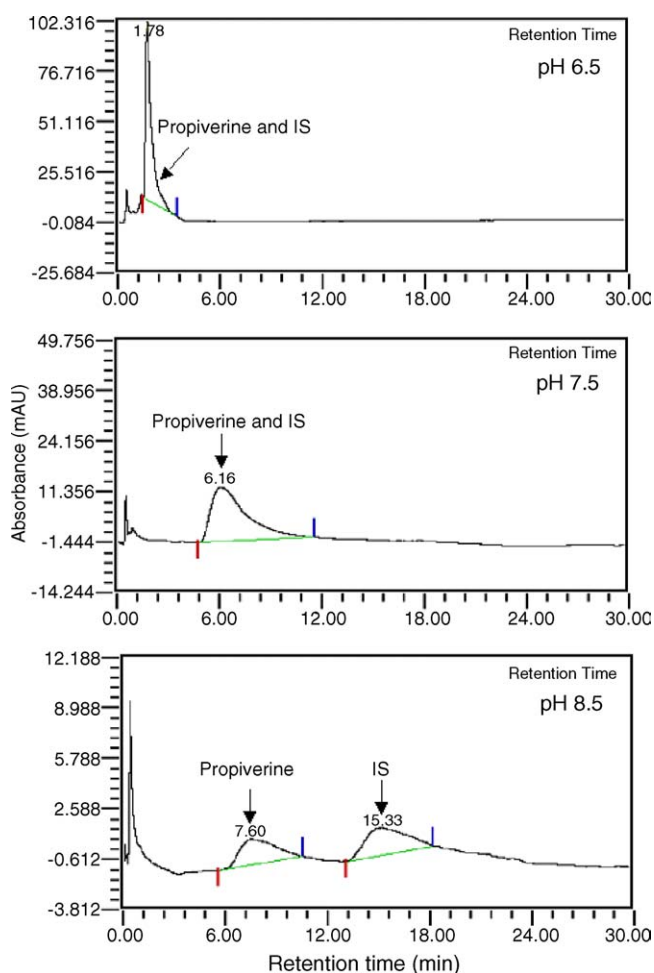 102.316
76.716
51.116
25.516
-0.084
-25.684
1.78
Retention Time
pH 6.5
Propiverine and IS
0.00 6.00 12.00 18.00 24.00 30.00
Absorbance (mAU)
49.756
38.956
24.156
11.356
-1.444
-14.244
Retention Time
pH 7.5
Propiverine and IS
6.16
0.00 6.00 12.00 18.00 24.00 30.00
12.188
8.988
5.788
2.588
-0.612
-3.812
Retention Time
pH 8.5
Propiverine IS
7.60 15.33
0.00 6.00 12.00 18.00 24.00 30.00
Retention time (min)